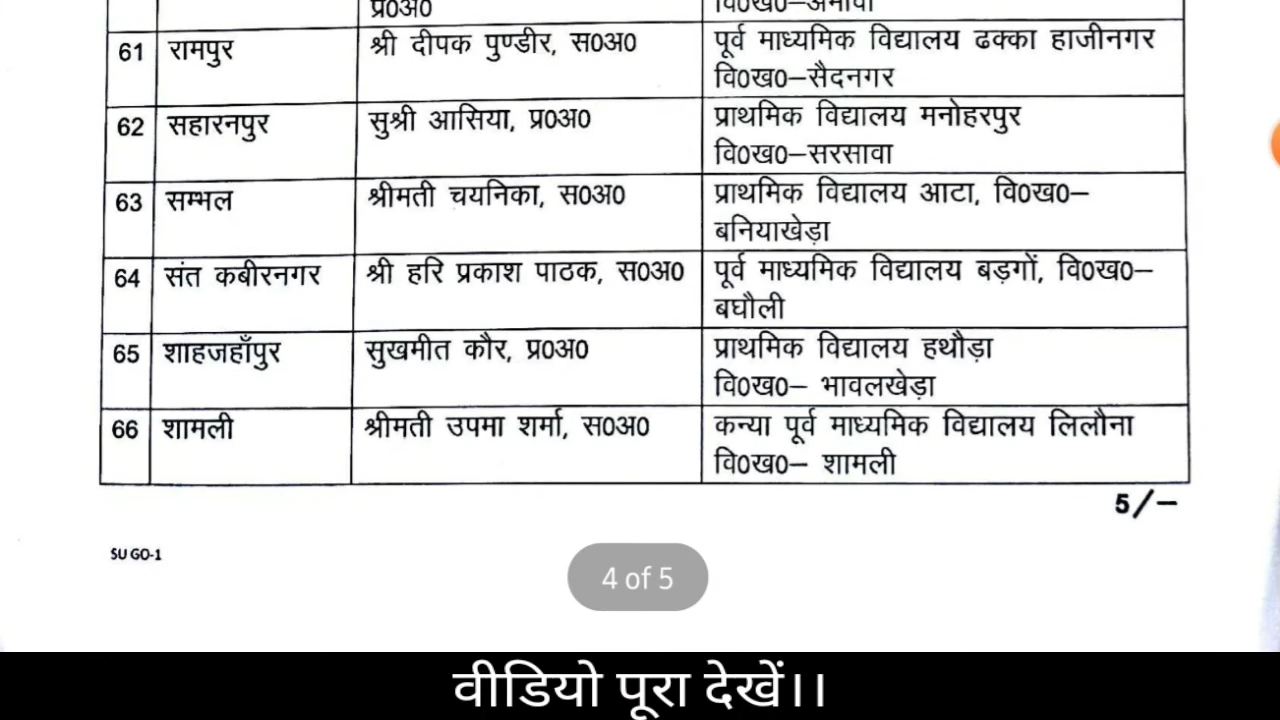 प्र0अ0
वि0ख0–अमावा
61 रामपुर श्री दीपक पुण्डीर, स0अ0 पूर्व माध्यमिक विद्यालय ढक्का हाजीनगर
वि0ख0–सैदनगर
62 सहारनपुर सुश्री आसिया, प्र0अ0 प्राथमिक विद्यालय मनोहरपुर
वि0ख0–सरसावा
63 सम्भल श्रीमती चयनिका, स0अ0 प्राथमिक विद्यालय आटा, वि0ख0–
बनियाखेड़ा
64 संत कबीरनगर श्री हरि प्रकाश पाठक, स0अ0 पूर्व माध्यमिक विद्यालय बड़गों, वि0ख0–
बघौली
65 शाहजहाँपुर सुखमीत कौर, प्र0अ0 प्राथमिक विद्यालय हथौड़ा
वि0ख0– भावलखेड़ा
66 शामली श्रीमती उपमा शर्मा, स0अ0 कन्या पूर्व माध्यमिक विद्यालय लिलौना
वि0ख0– शामली
5/–
SU GO-1
4 of 5
वीडियो पूरा देखें।।